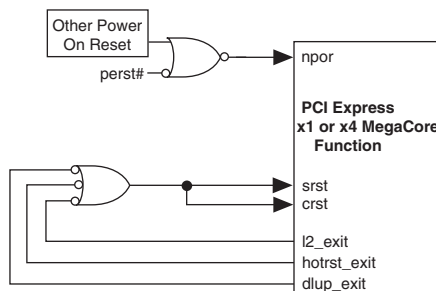 Other Power
On Reset
perst#
npor
PCI Express
x1 or x4 MegaCore
Function
srst
crst
l2_exit
hotrst_exit
dlup_exit